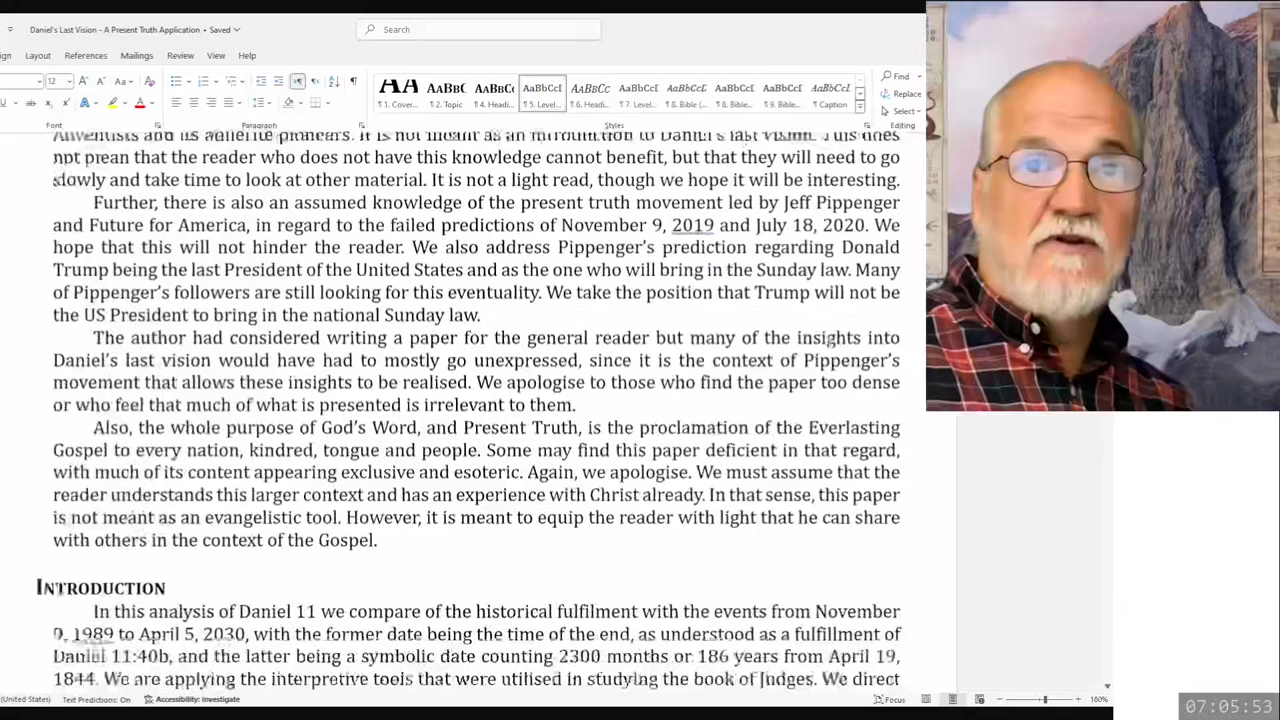 Daniel's Last Vision - A Present Truth Application • Saved
Search
Layout References Mailings Review View Help
12 Aa
Find
Replace
Select
AA AaBbC AaBbCc AaBbCcI AaBbCc AaBbCcI AaBbCcI AaBbCcI AaBbCcI AaBbCcI
1. Cover... 2. Topic 4. Headi... 5. Level... 6. Headi... 7. Level... 8. Bible (... 8. Bible... 9. Bible... Caption
Font Paragraph Styles Editing
not prean that the reader who does not have this knowledge cannot benefit, but that they will need to go
slowly and take time to look at other material. It is not a light read, though we hope it will be interesting.
Further, there is also an assumed knowledge of the present truth movement led by Jeff Pippenger
and Future for America, in regard to the failed predictions of November 9, 2019 and July 18, 2020. We
hope that this will not hinder the reder. We also address Pippenger's prediction regarding Donald
Trump being the last President of the United States and as the one who will bring in the Sunday law. Many
of Pippenger's followers are still looking for this eventuality. We take the position that Trump will not be
the US President to bring in the national Sunday law.
The author had considered writing a paper for the general reader but many of the insights into
Daniel's last vision would have had to mostly go unexpressed, since it is the context of Pippenger's
movement that allows these insights to be realised. We apologise to those who find the paper too dense
or who feel that much of what is presented is irrelevant to them.
Also, the whole purpose of God's Word, and Present Truth, is the proclamation of the Everlasting
Gospel to every nation, kindred, tongue and people. Some may find this paper deficient in that regard,
with much of its content appearing exclusive and esoteric. Again, we apologise. We must assume that the
reader understands this larger context and has an experience with Christ already. In that sense, this paper
is not meant as an evangelistic tool. However, it is meant to equip the reader with light that he can share
with others in the context of the Gospel.
INTRODUCTION
In this analysis of Daniel 11 we compare of the historical fulfilment with the events from November
9, 1989 to April 5, 2030, with the former date being the time of the end, as understood as a fulfillment of
Daniel 11:40b, and the latter being a symbolic date counting 2300 months or 186 years from April 19,
1844. We are applying the interpretive tools that were utilised in studying the book of Judges. We direct
(United States) Text Predictions: On Accessibility: Investigate Focus 180%
07:05:53